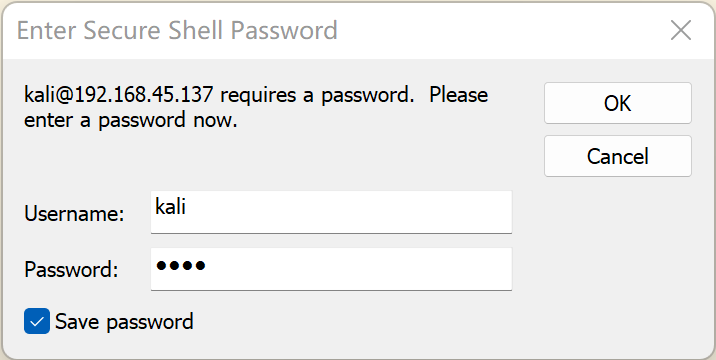 Enter Secure Shell Password
kali@192.168.45.137 requires a password.  Please
enter a password now.
OK
Cancel
Username:
kali
Password:
●●●●
Save password